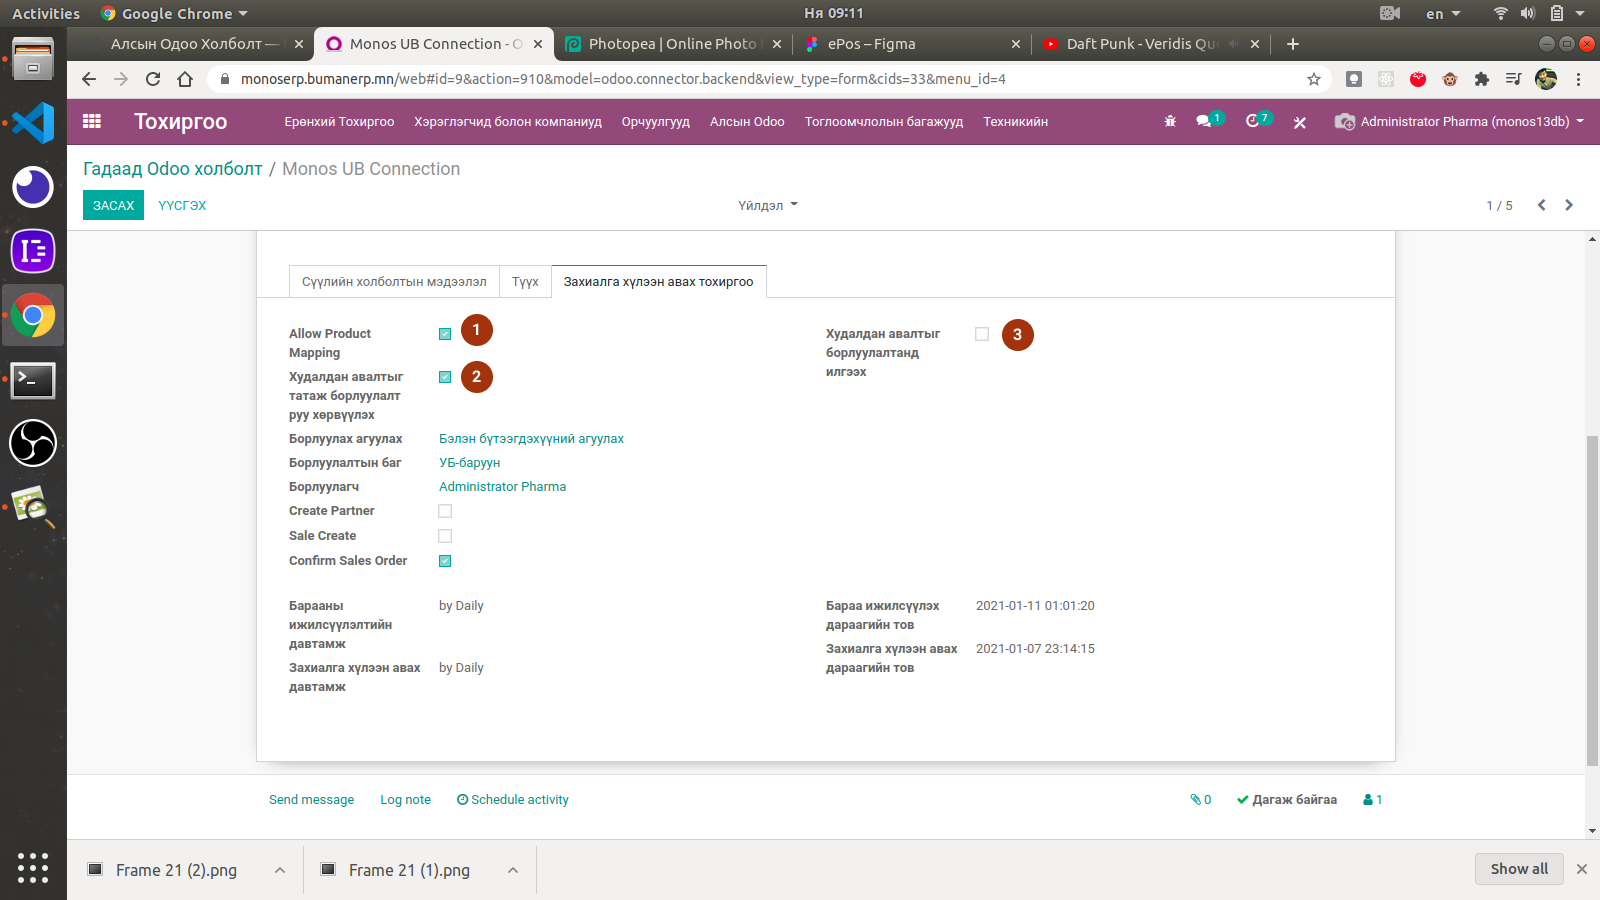 Activities
Google Chrome
Ня 09:11
en
Алсын Одоо Холболт —
Monos UB Connection - O
Photopea | Online Photo
ePos – Figma
Daft Punk - Veridis Quo
monoserp.bumanerp.mn/web#id=9&action=910&model=odoo.connector.backend&view_type=form&cids=33&menu_id=4
Тохиргоо
Ерөнхий Тохиргоо
Хэрэглэгчид болон компаниуд
Орчуулгууд
Алсын Odoo
Тоглоомчлолын багажууд
Техникийн
1
7
Administrator Pharma (monos13db)
Гадаад Odoo холболт / Monos UB Connection
ЗАСАХ
ҮҮСГЭХ
Үйлдэл
1 / 5
Сүүлийн холболтын мэдээлэл
Түүх
Захиалга хүлээн авах тохиргоо
Allow Product
Mapping
1
Худалдан авалтыг
татаж борлуулалт
руу хөрвүүлэх
2
Борлуулах агуулах
Бэлэн бүтээгдэхүүний агуулах
Борлуулалтын баг
УБ-баруун
Борлуулагч
Administrator Pharma
Create Partner
Sale Create
Confirm Sales Order
Худалдан авалтыг
борлуулалтанд
илгээх
3
Барааны
ижилсүүлэлтийн
давтамж
by Daily
Захиалга хүлээн авах
давтамж
by Daily
Бараа ижилсүүлэх
дараагийн тов
2021-01-11 01:01:20
Захиалга хүлээн авах
дараагийн тов
2021-01-07 23:14:15
Send message
Log note
Schedule activity
0
Дагаж байгаа
1
Frame 21 (2).png
Frame 21 (1).png
Show all